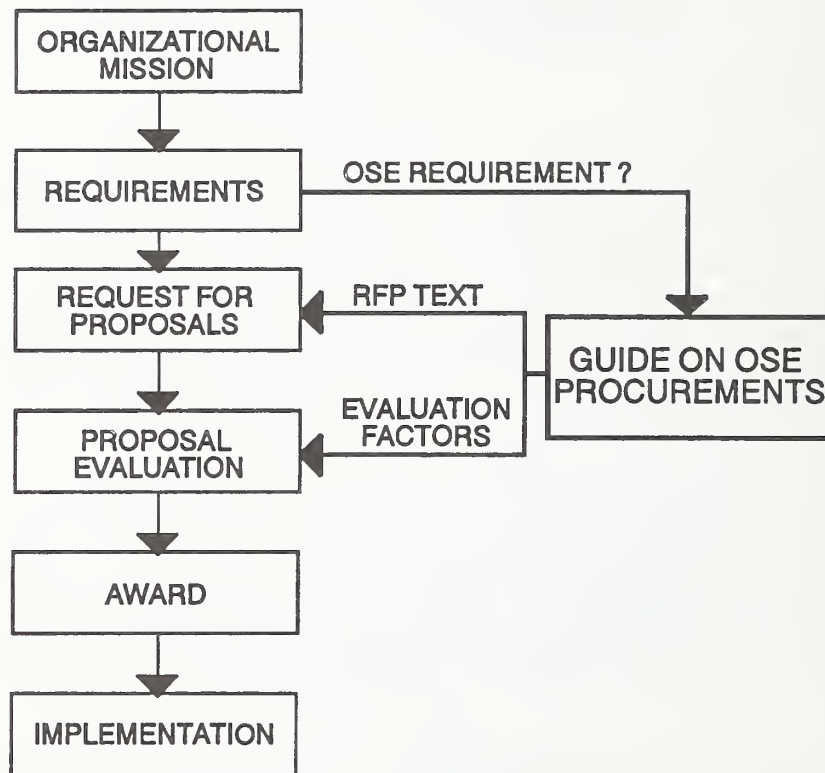 ORGANIZATIONAL
MISSION
REQUIREMENTS
OSE REQUIREMENT ?
REQUEST FOR
PROPOSALS
RFP TEXT
GUIDE ON OSE
PROCUREMENTS
EVALUATION
FACTORS
PROPOSAL
EVALUATION
AWARD
IMPLEMENTATION